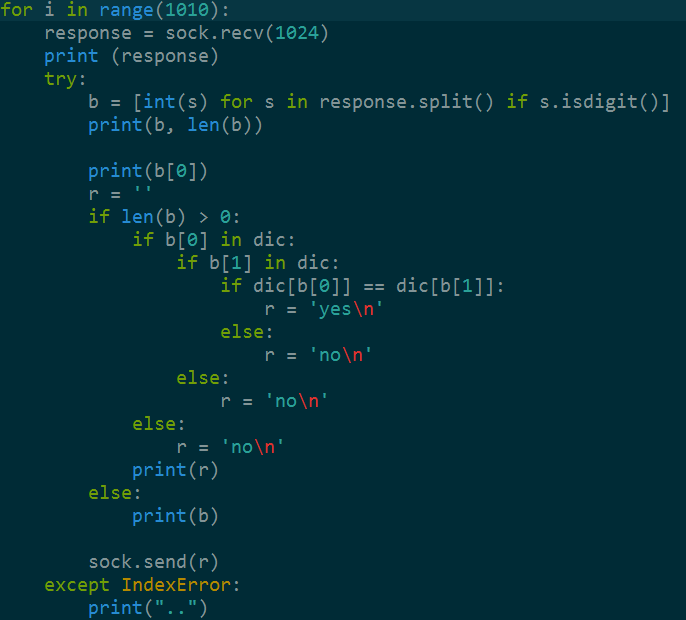 for i in range(1010):
    response = sock.recv(1024)
    print (response)
    try:
        b = [int(s) for s in response.split() if s.isdigit()]
        print(b, len(b))

        print(b[0])
        r = ''
        if len(b) > 0:
            if b[0] in dic:
                if b[1] in dic:
                    if dic[b[0]] == dic[b[1]]:
                        r = 'yes\n'
                    else:
                        r = 'no\n'
                else:
                    r = 'no\n'
            else:
                r = 'no\n'
            print(r)
        else:
            print(b)

        sock.send(r)
    except IndexError:
        print("..")